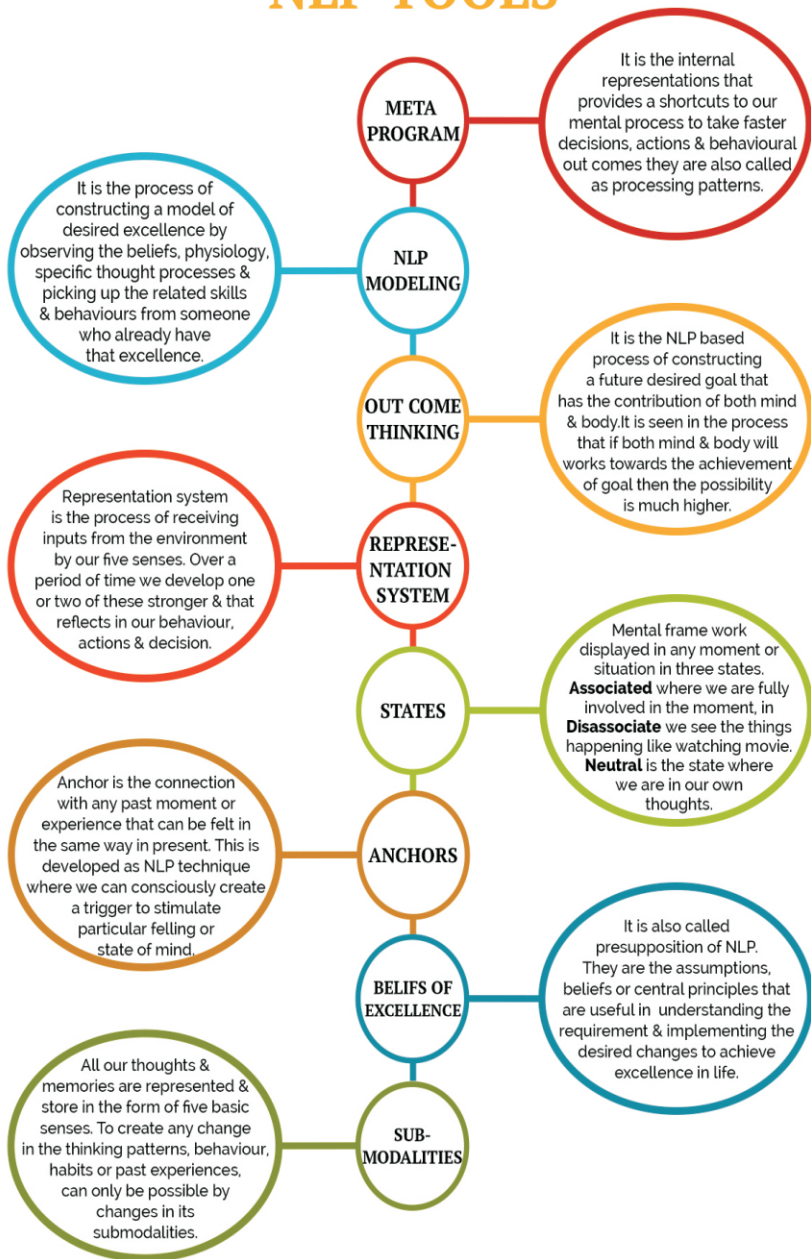 NLP TOOLS
META
PROGRAM
It is the internal
representations that
provides a shortcuts to our
mental process to take faster
decisions, actions & behavioural
out comes they are also called
as processing patterns.
NLP
MODELING
It is the process of
constructing a model of
desired excellence by
observing the beliefs, physiology,
specific thought processes &
picking up the related skills
& behaviours from someone
who already have
that excellence.
OUT COME
THINKING
It is the NLP based
process of constructing
a future desired goal that
has the contribution of both mind
& body.It is seen in the process
that if both mind & body will
works towards the achievement
of goal then the possibility
is much higher.
REPRESE-
NTATION
SYSTEM
Representation system
is the process of receiving
inputs from the environment
by our five senses. Over a
period of time we develop one
or two of these stronger & that
reflects in our behaviour,
actions & decision.
STATES
Mental frame work
displayed in any moment or
situation in three states.
Associated where we are fully
involved in the moment, in
Disassociate we see the things
happening like watching movie.
Neutral is the state where
we are in our own
thoughts.
ANCHORS
Anchor is the connection
with any past moment or
experience that can be felt in
the same way in present. This is
developed as NLP technique
where we can consciously create
a trigger to stimulate
particular felling or
state of mind.
BELIFS OF
EXCELLENCE
It is also called
presupposition of NLP.
They are the assumptions,
beliefs or central principles that
are useful in understanding the
requirement & implementing the
desired changes to achieve
excellence in life.
SUB-
MODALITIES
All our thoughts &
memories are represented &
store in the form of five basic
senses. To create any change
in the thinking patterns, behaviour,
habits or past experiences,
can only be possible by
changes in its
submodalities.